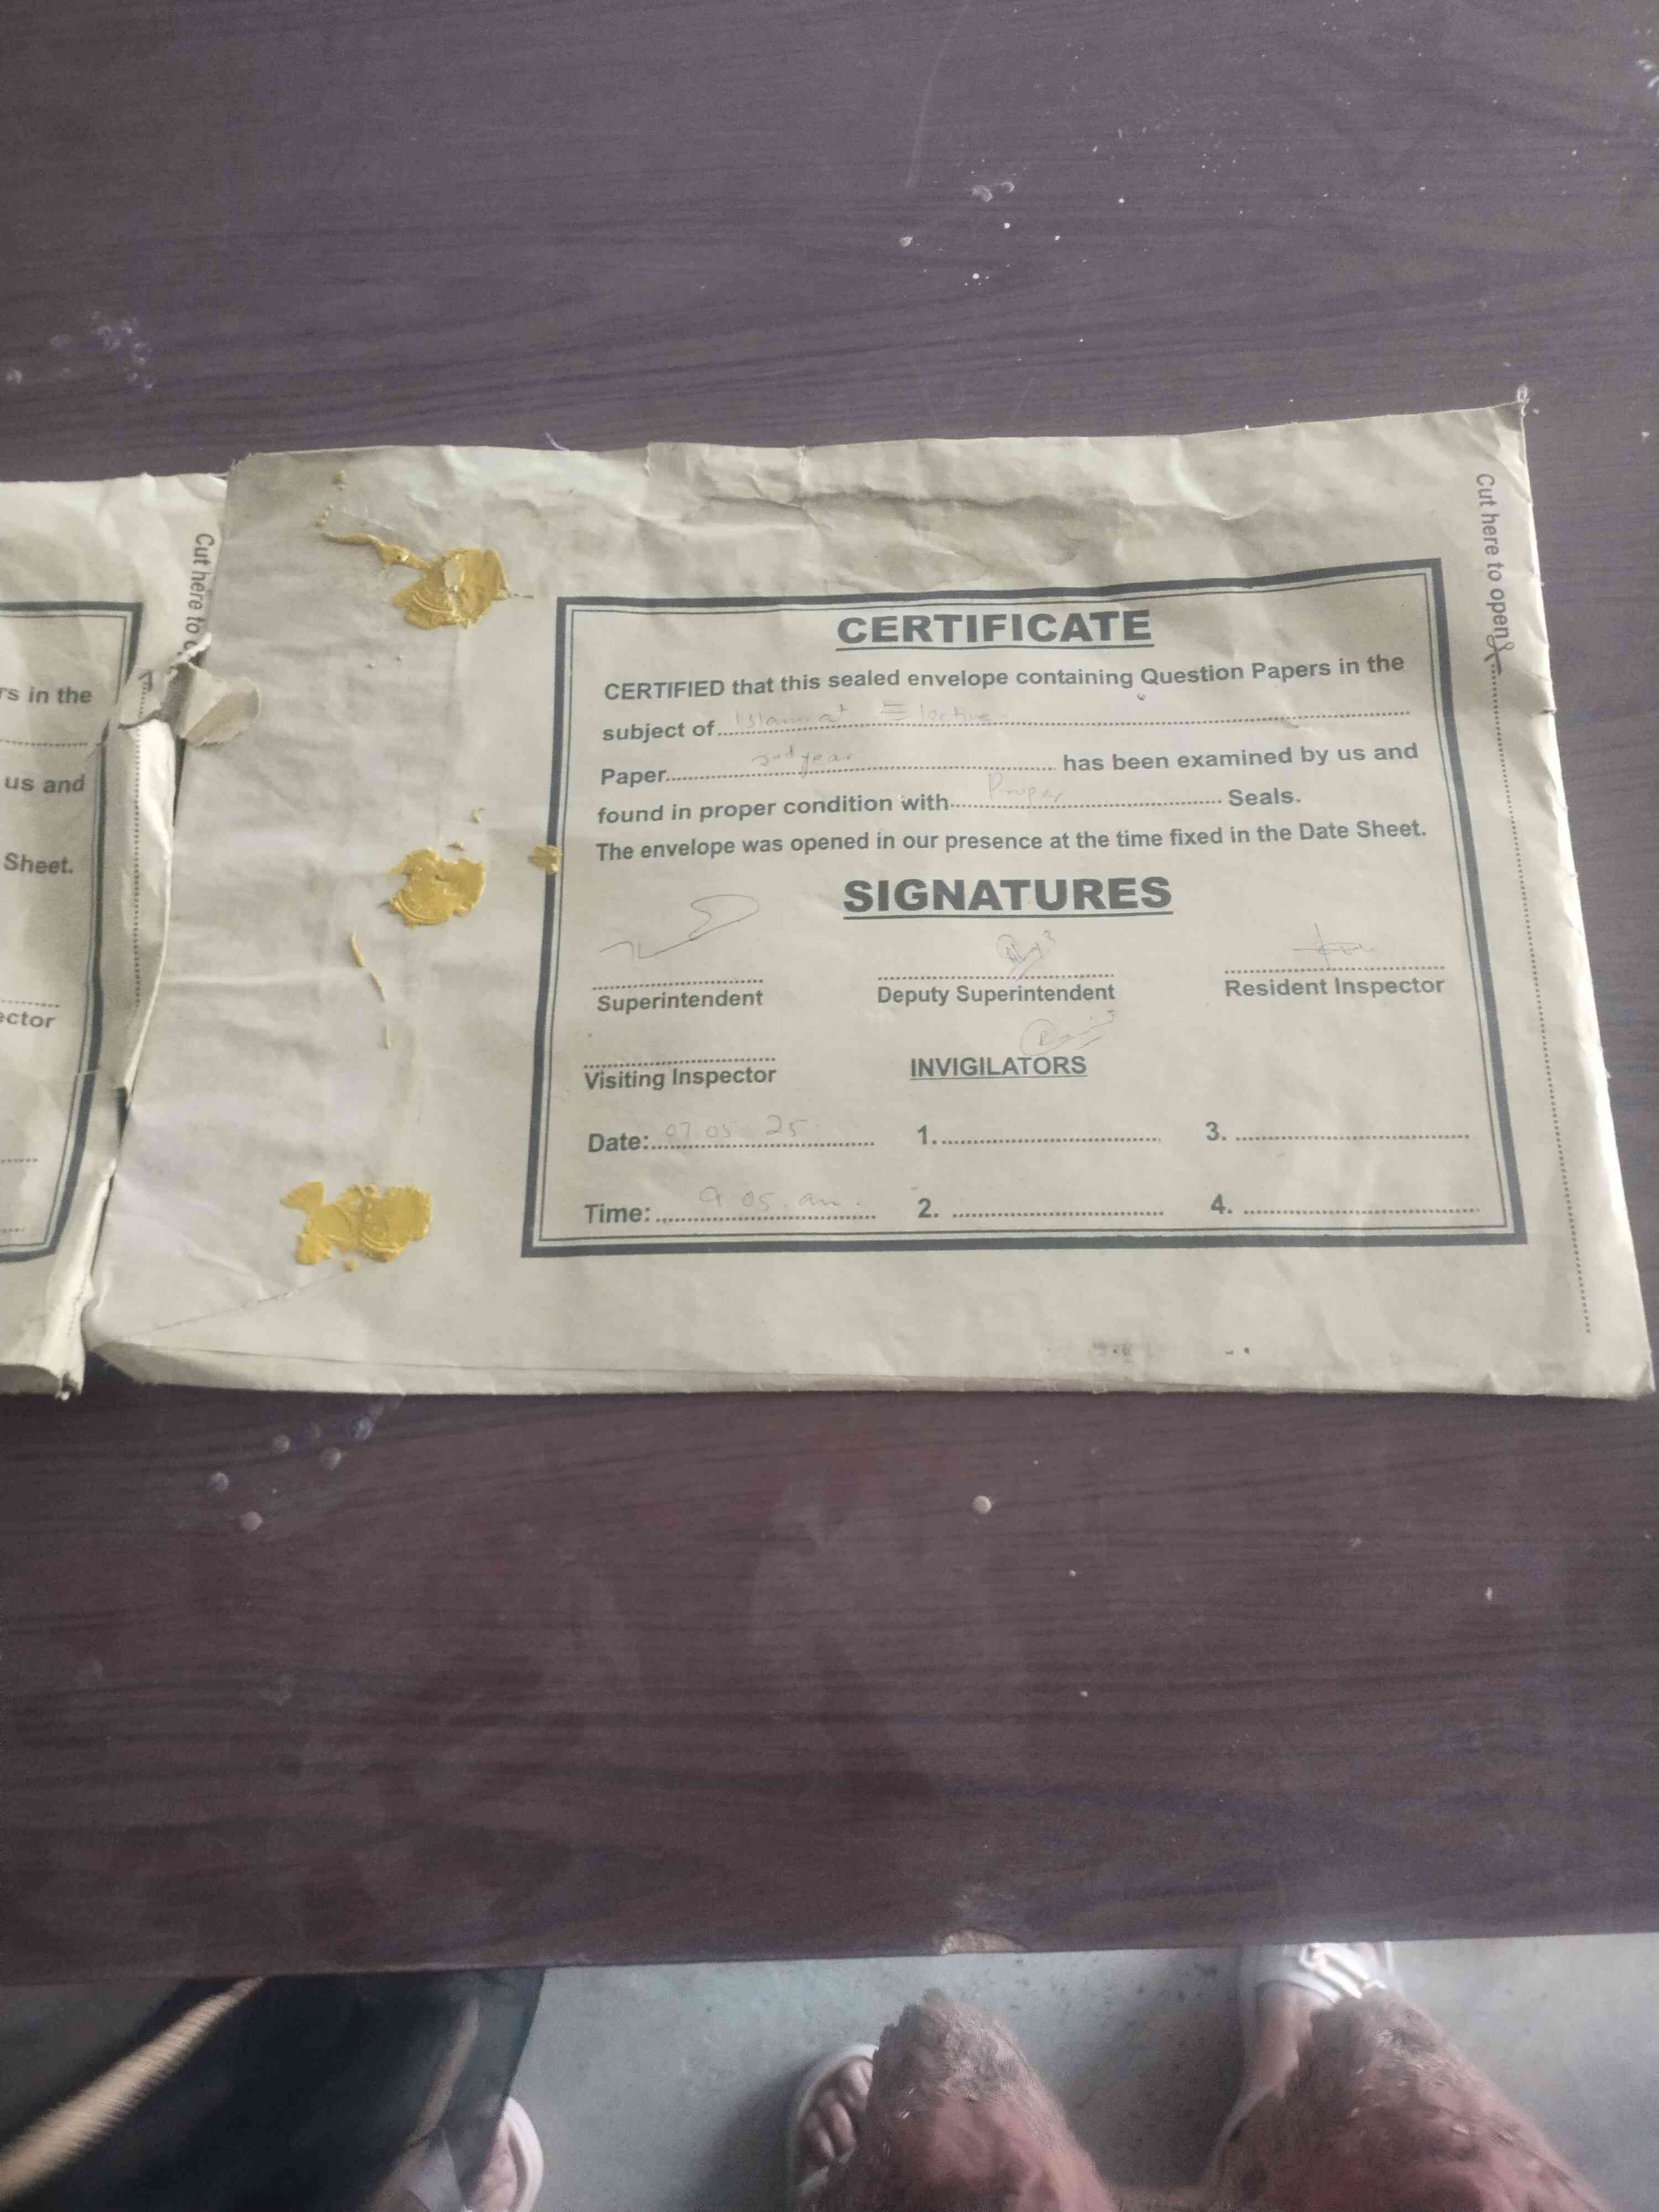 Cut here to
rs in the
us and
Sheet.
ector
Cut here to open
CERTIFICATE
CERTIFIED that this sealed envelope containing Question Papers in the
subject of Islamiat Elective
Paper 2nd year has been examined by us and
found in proper condition with Proper Seals.
The envelope was opened in our presence at the time fixed in the Date Sheet.
SIGNATURES
Superintendent Deputy Superintendent Resident Inspector
Visiting Inspector INVIGILATORS
Date: 07.05 25 1. 3.
Time: 9.05 am. 2. 4.